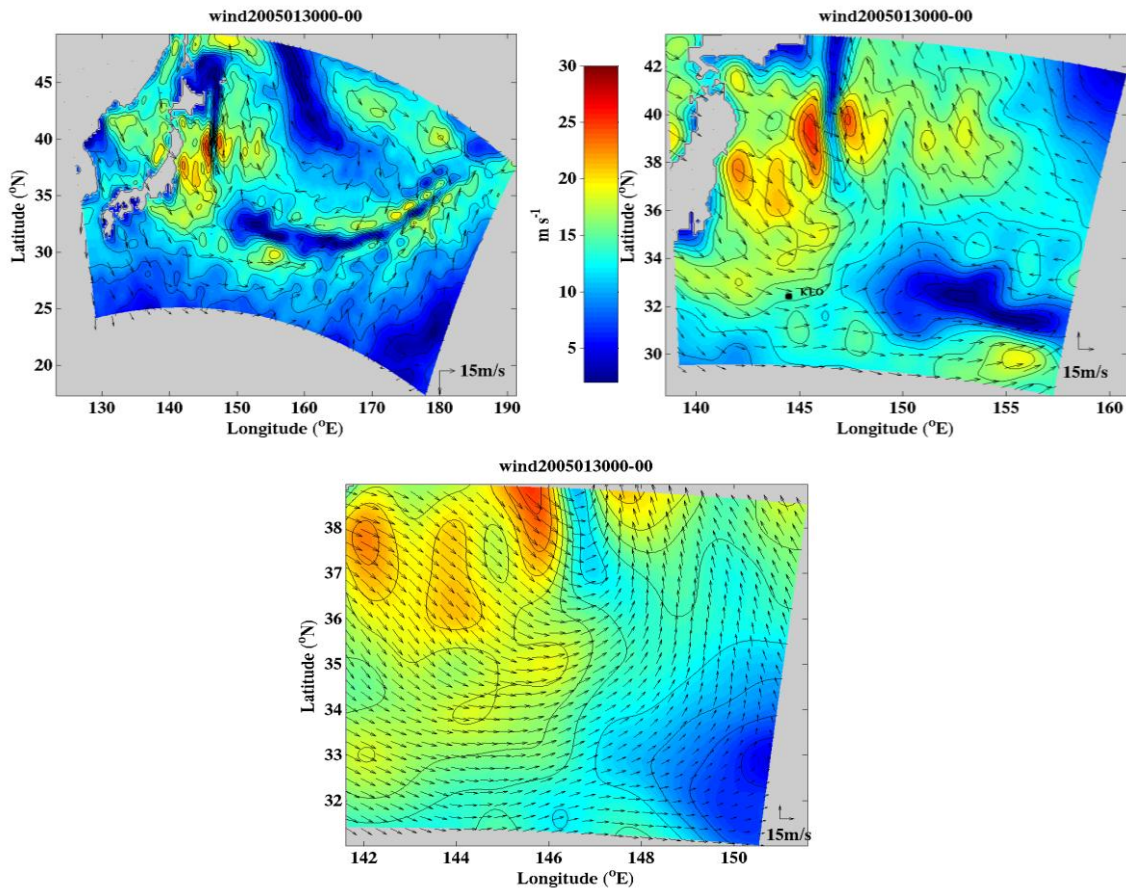 wind2005013000-00
45
40
35
30
25
20
Latitude (°N)
130 140 150 160 170 180 190
Longitude (°E)
15m/s
30
25
20
15
10
5
m s-1
wind2005013000-00
42
40
38
36
34
32
30
Latitude (°N)
KEO
140 145 150 155 160
Longitude (°E)
15m/s
wind2005013000-00
38
37
36
35
34
33
32
Latitude (°N)
142 144 146 148 150
Longitude (°E)
15m/s